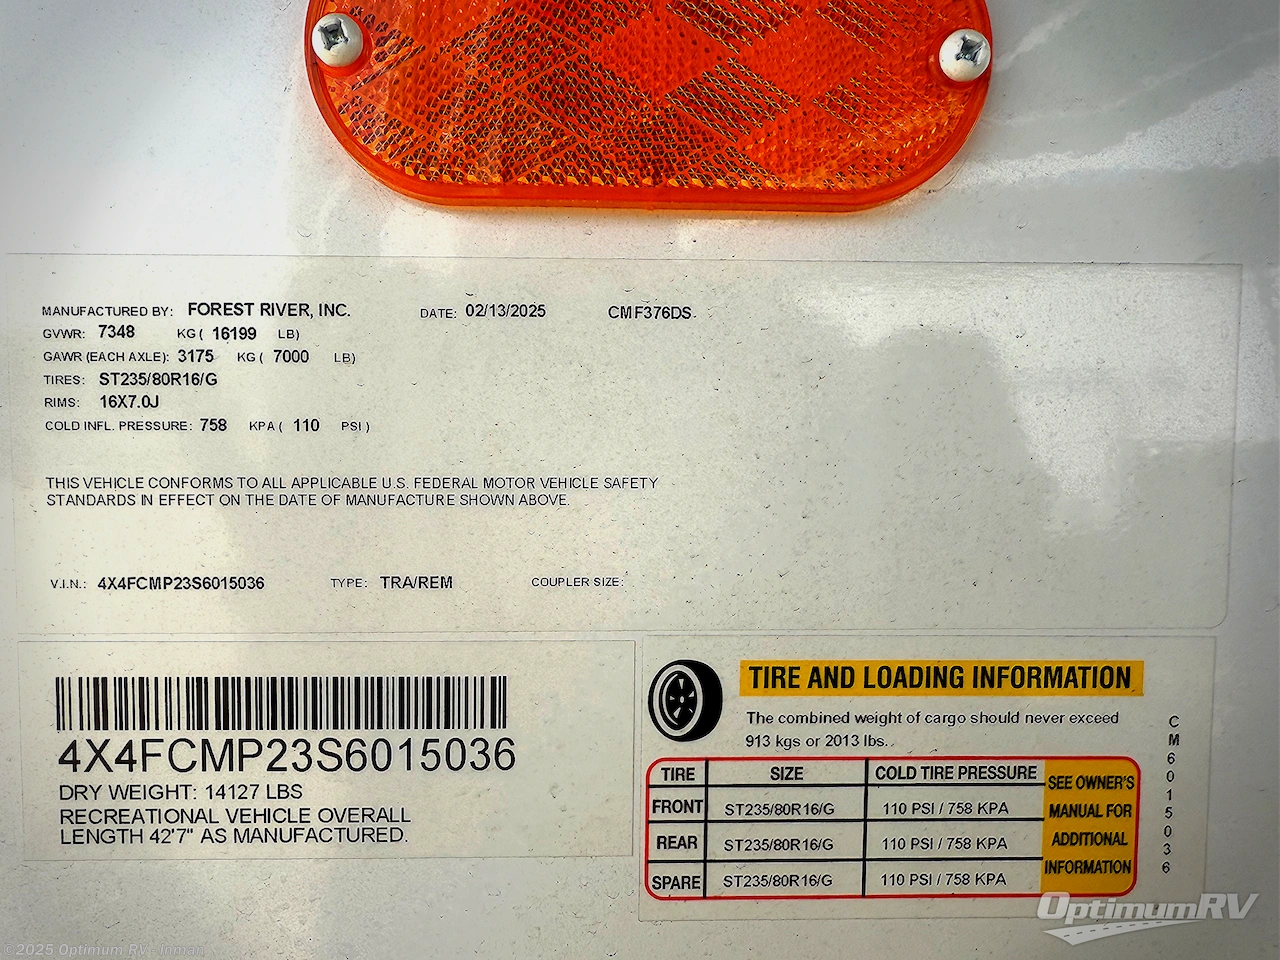 MANUFACTURED BY: FOREST RIVER, INC. DATE: 02/13/2025 CMF376DS
GVWR: 7348 KG ( 16199 LB)
GAWR (EACH AXLE): 3175 KG ( 7000 LB)
TIRES: ST235/80R16/G
RIMS: 16X7.0J
COLD INFL. PRESSURE: 758 KPA ( 110 PSI )
THIS VEHICLE CONFORMS TO ALL APPLICABLE U.S. FEDERAL MOTOR VEHICLE SAFETY
STANDARDS IN EFFECT ON THE DATE OF MANUFACTURE SHOWN ABOVE.
V.I.N.: 4X4FCMP23S6015036 TYPE: TRA/REM COUPLER SIZE:
4X4FCMP23S6015036
DRY WEIGHT: 14127 LBS
RECREATIONAL VEHICLE OVERALL
LENGTH 42'7" AS MANUFACTURED.
TIRE AND LOADING INFORMATION
The combined weight of cargo should never exceed
913 kgs or 2013 lbs..
TIRE SIZE COLD TIRE PRESSURE
FRONT ST235/80R16/G 110 PSI / 758 KPA
REAR ST235/80R16/G 110 PSI / 758 KPA
SPARE ST235/80R16/G 110 PSI / 758 KPA
SEE OWNER'S
MANUAL FOR
ADDITIONAL
INFORMATION
CM6015036
OptimumRV
©2025 Optimum RV - Inman